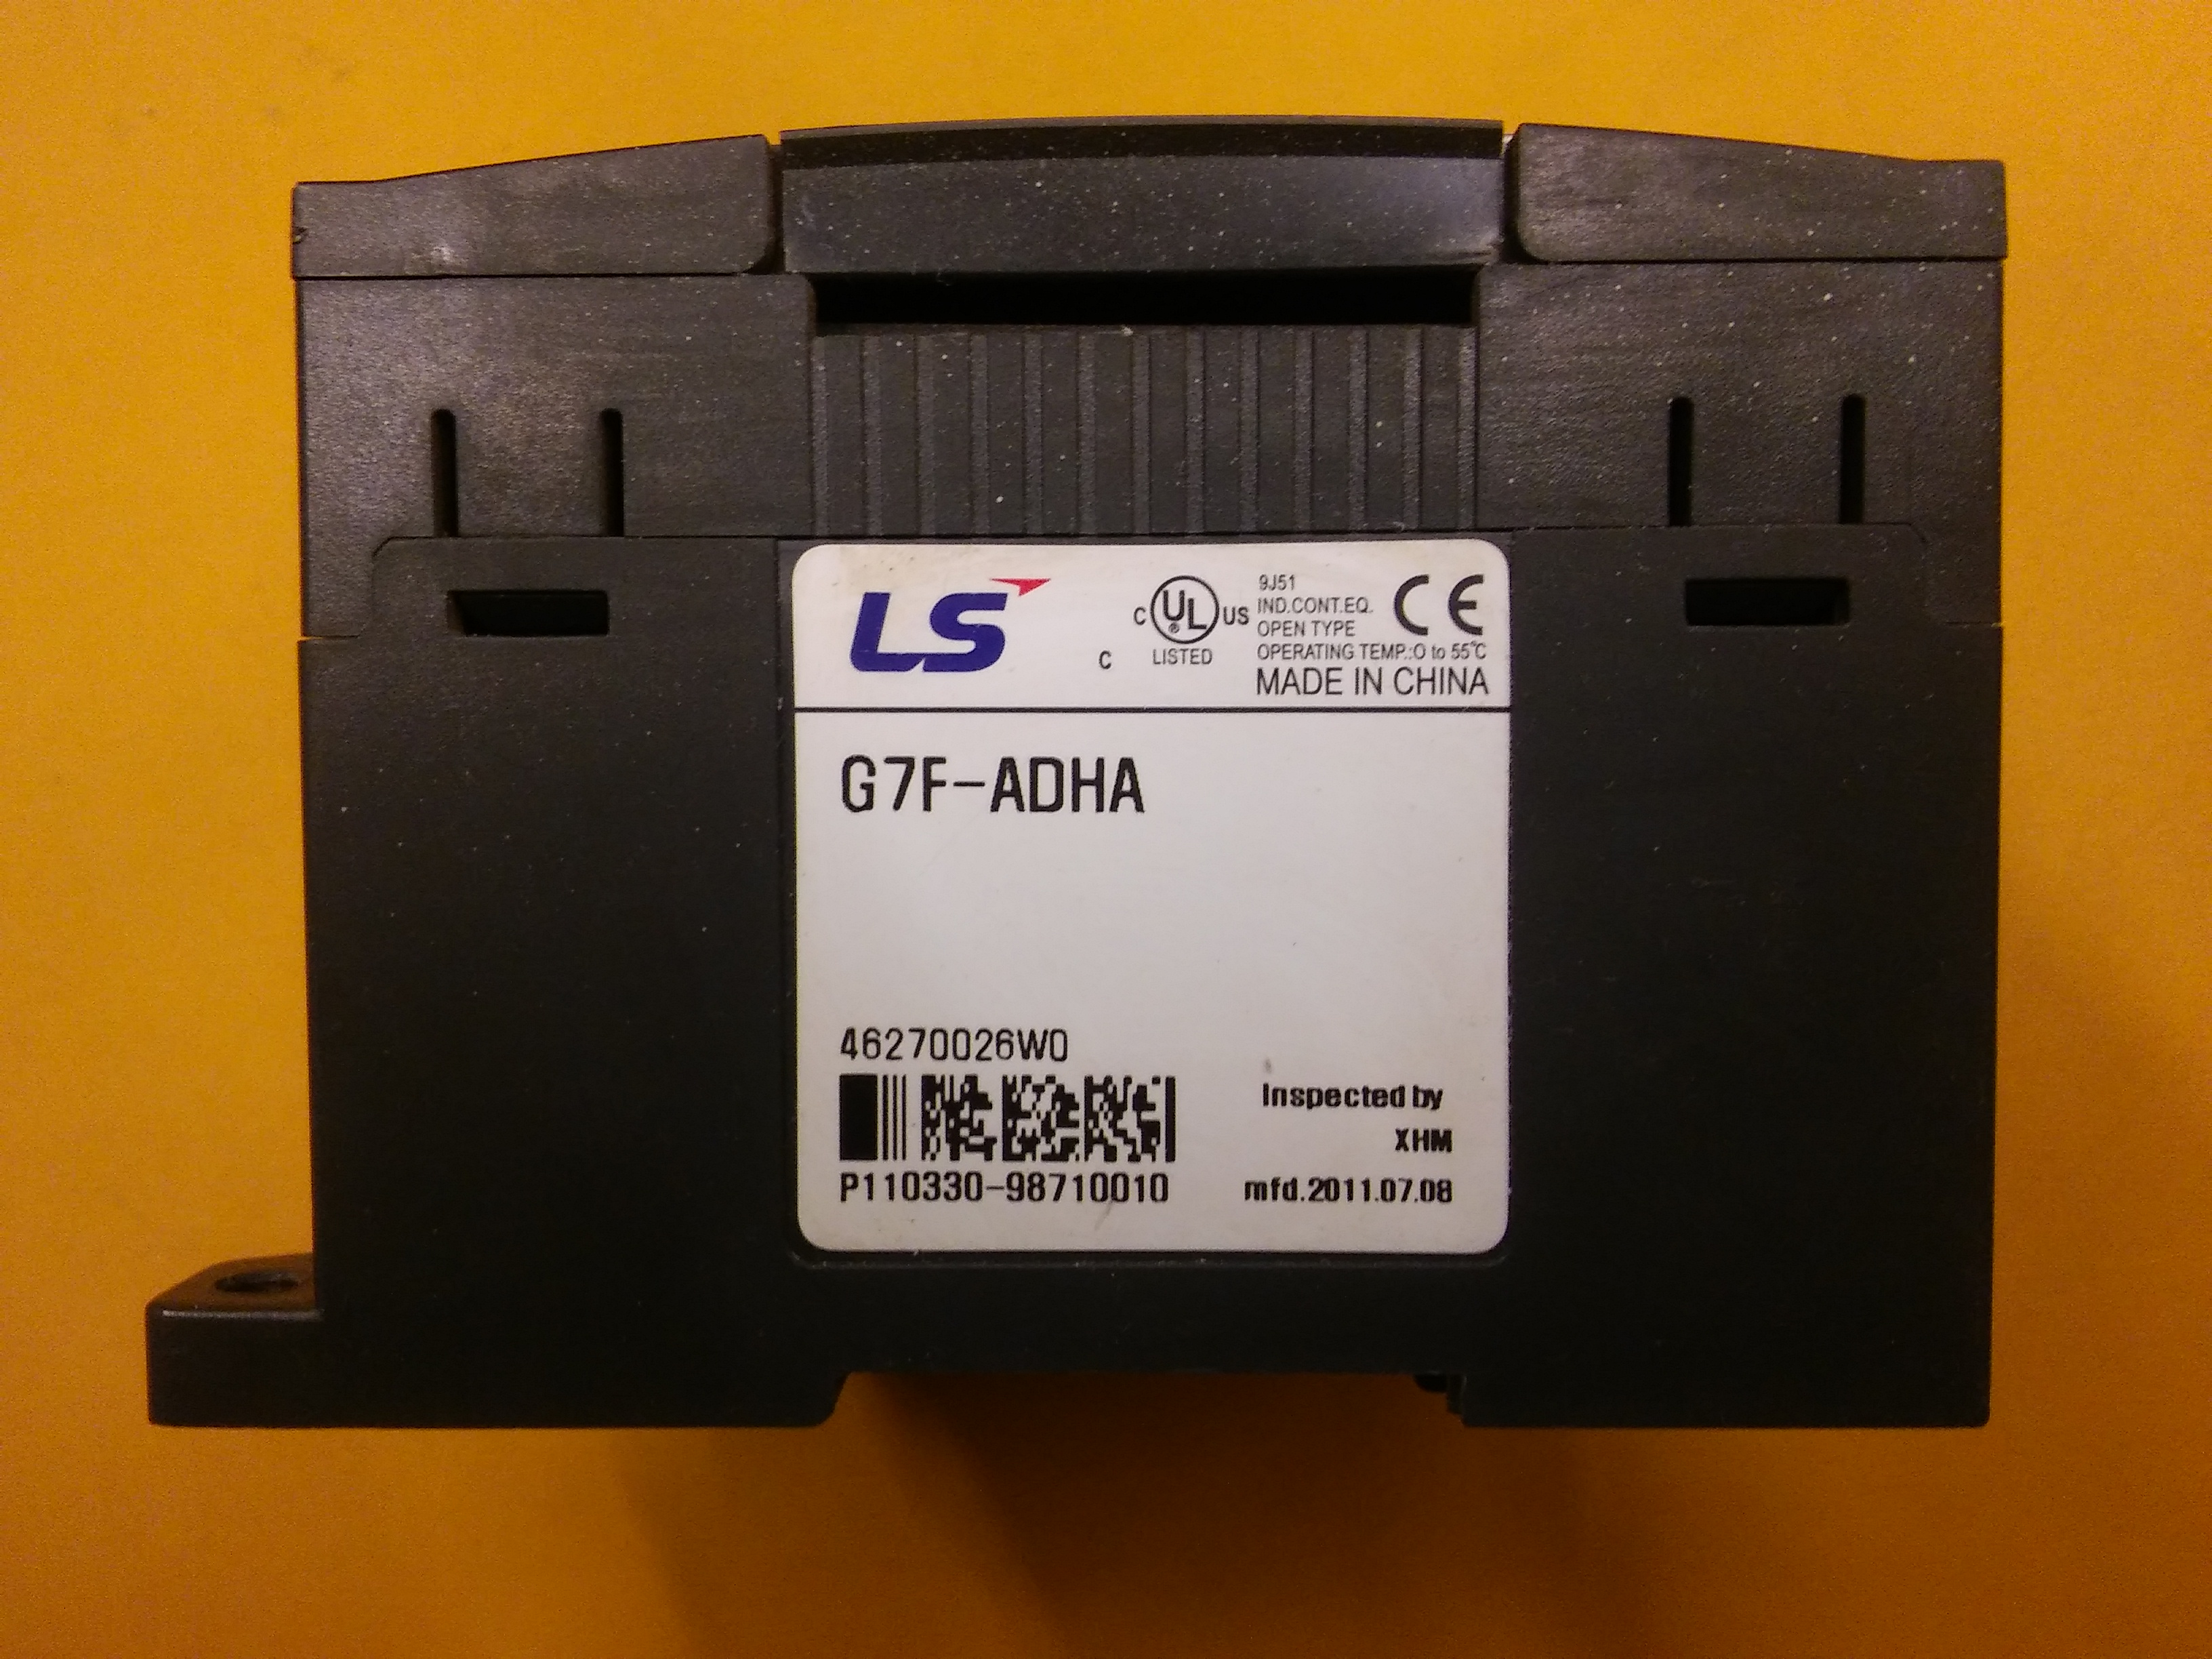 LS
C UL US
®
LISTED
C
9J51
IND.CONT.EQ.
OPEN TYPE
OPERATING TEMP.:0 to 55℃
MADE IN CHINA
CE
G7F-ADHA
46270026W0
P110330-98710010
Inspected by
XHM
mfd.2011.07.08